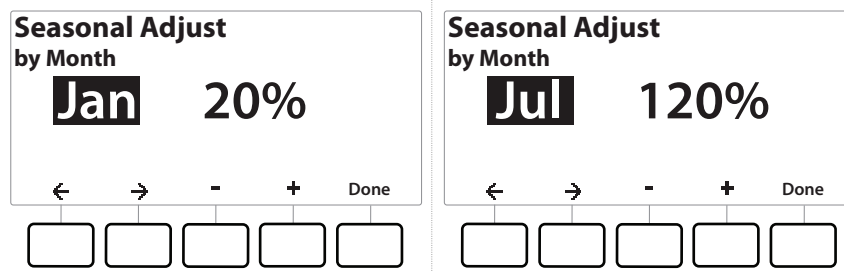 Seasonal Adjust
by Month
Jan 20%
← → - + Done
Seasonal Adjust
by Month
Jul 120%
← → - + Done